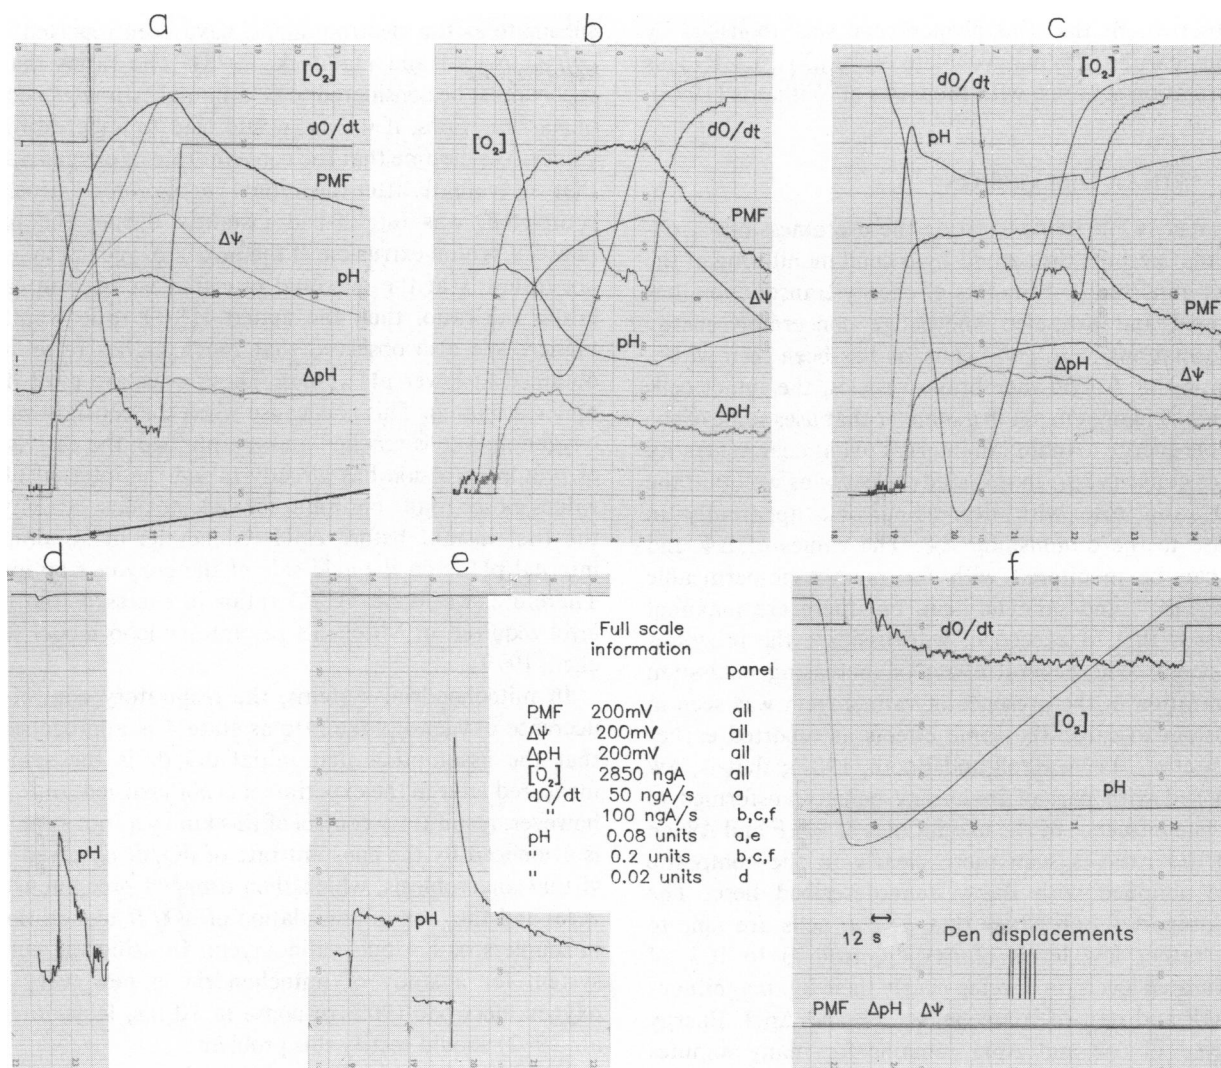 a
[O₂]
dO/dt
PMF
ΔΨ
pH
ΔpH
b
dO/dt
[O₂]
PMF
ΔΨ
pH
c
dO/dt
[O₂]
pH
PMF
ΔpH
ΔΨ
ΔpH
d
pH
e
pH
Full scale
information
panel
PMF 200mV all
ΔΨ 200mV all
ΔpH 200mV all
[O₂] 2850 ngA all
dO/dt 50 ngA/s a
" 100 ngA/s b,c,f
pH 0.08 units a,e
" 0.2 units b,c,f
" 0.02 units d
f
dO/dt
[O₂]
pH
12 s
Pen displacements
PMF ΔpH ΔΨ